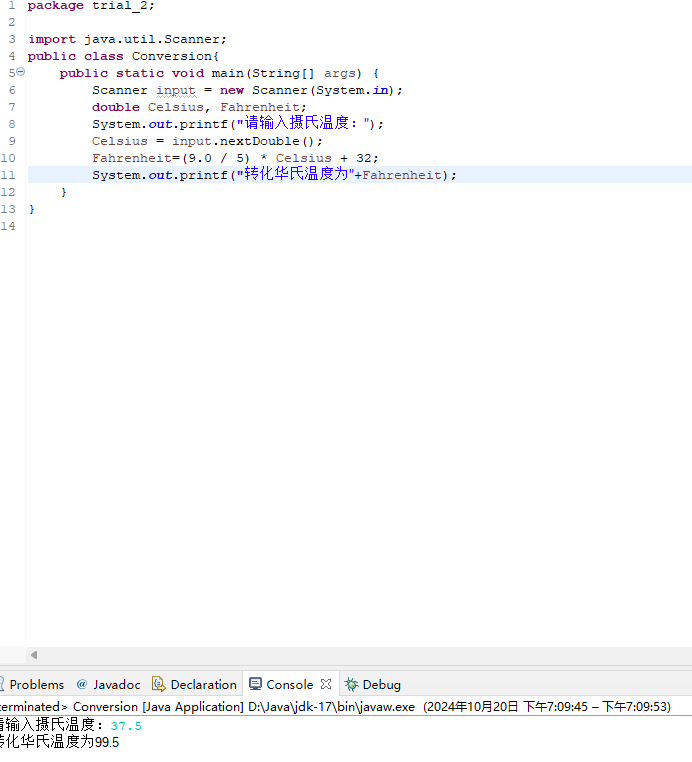 1 package trial_2;
2
3 import java.util.Scanner;
4 public class Conversion{
5 public static void main(String[] args) {
6 Scanner input = new Scanner(System.in);
7 double Celsius, Fahrenheit;
8 System.out.printf("请输入摄氏温度：");
9 Celsius = input.nextDouble();
10 Fahrenheit=(9.0 / 5) * Celsius + 32;
11 System.out.printf("转化华氏温度为"+Fahrenheit);
12 }
13 }
14
Problems @ Javadoc Declaration Console Debug
terminated> Conversion [Java Application] D:\Java\jdk-17\bin\javaw.exe (2024年10月20日 下午7:09:45 – 下午7:09:53)
请输入摄氏温度：37.5
转化华氏温度为99.5